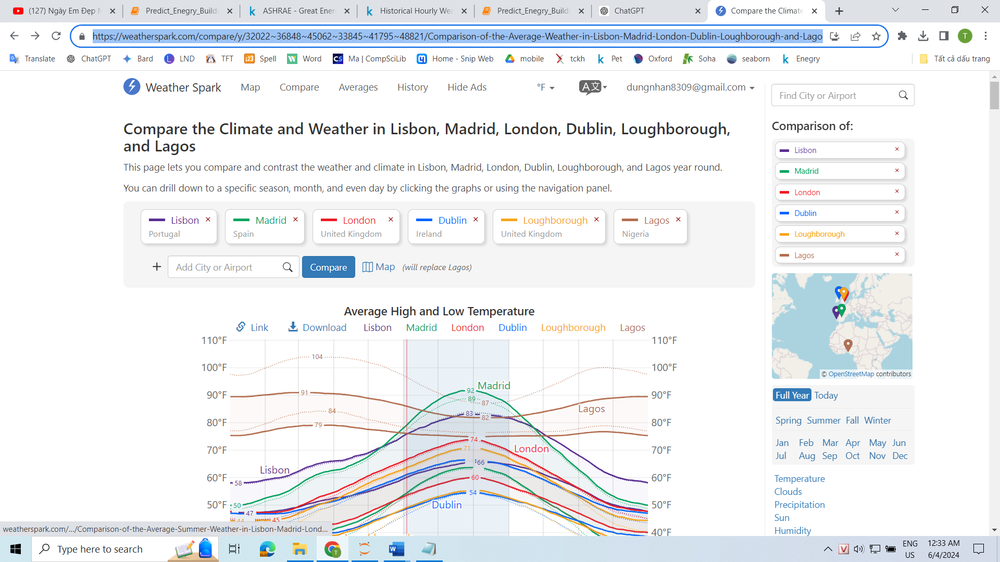 (127) Ngày Em Đẹp N
Predict_Enegry_Buildi
ASHRAE - Great Ener
Historical Hourly Wea
Predict_Enegry_Buildi
ChatGPT
Compare the Climate
https://weatherspark.com/compare/y/32022~36848~45062~33845~41795~48821/Comparison-of-the-Average-Weather-in-Lisbon-Madrid-London-Dublin-Loughborough-and-Lago
T
Translate
ChatGPT
Bard
LND
TFT
Spell
Word
Ma | CompSciLib
Home - Snip Web
mobile
tckh
Pet
Oxford
Soha
seaborn
Enegry
Tất cả dấu trang
Weather Spark
Map
Compare
Averages
History
Hide Ads
°F
A文
dungnhan8309@gmail.com
Find City or Airport
Compare the Climate and Weather in Lisbon, Madrid, London, Dublin, Loughborough,
and Lagos
This page lets you compare and contrast the weather and climate in Lisbon, Madrid, London, Dublin, Loughborough, and Lagos year round.
You can drill down to a specific season, month, and even day by clicking the graphs or using the navigation panel.
Lisbon
Portugal
Madrid
Spain
London
United Kingdom
Dublin
Ireland
Loughborough
United Kingdom
Lagos
Nigeria
Add City or Airport
Compare
Map
(will replace Lagos)
Average High and Low Temperature
Link
Download
Lisbon
Madrid
London
Dublin
Loughborough
Lagos
110°F
110°F
104
100°F
100°F
92
Madrid
91
90°F
90°F
89
87
Lagos
84
83
82
80°F
80°F
79
74
London
71
70°F
70°F
66
Lisbon
60
60°F
60°F
58
54
50
50°F
50°F
Dublin
47
45
44
40°F
Comparison of:
Lisbon
Madrid
London
Dublin
Loughborough
Lagos
© OpenStreetMap contributors
Full Year Today
Spring Summer Fall Winter
Jan Feb Mar Apr May Jun
Jul Aug Sep Oct Nov Dec
Temperature
Clouds
Precipitation
Sun
Humidity
weatherspark.com/.../Comparison-of-the-Average-Summer-Weather-in-Lisbon-Madrid-Lond...
Type here to search
ENG
US
12:33 AM
6/4/2024